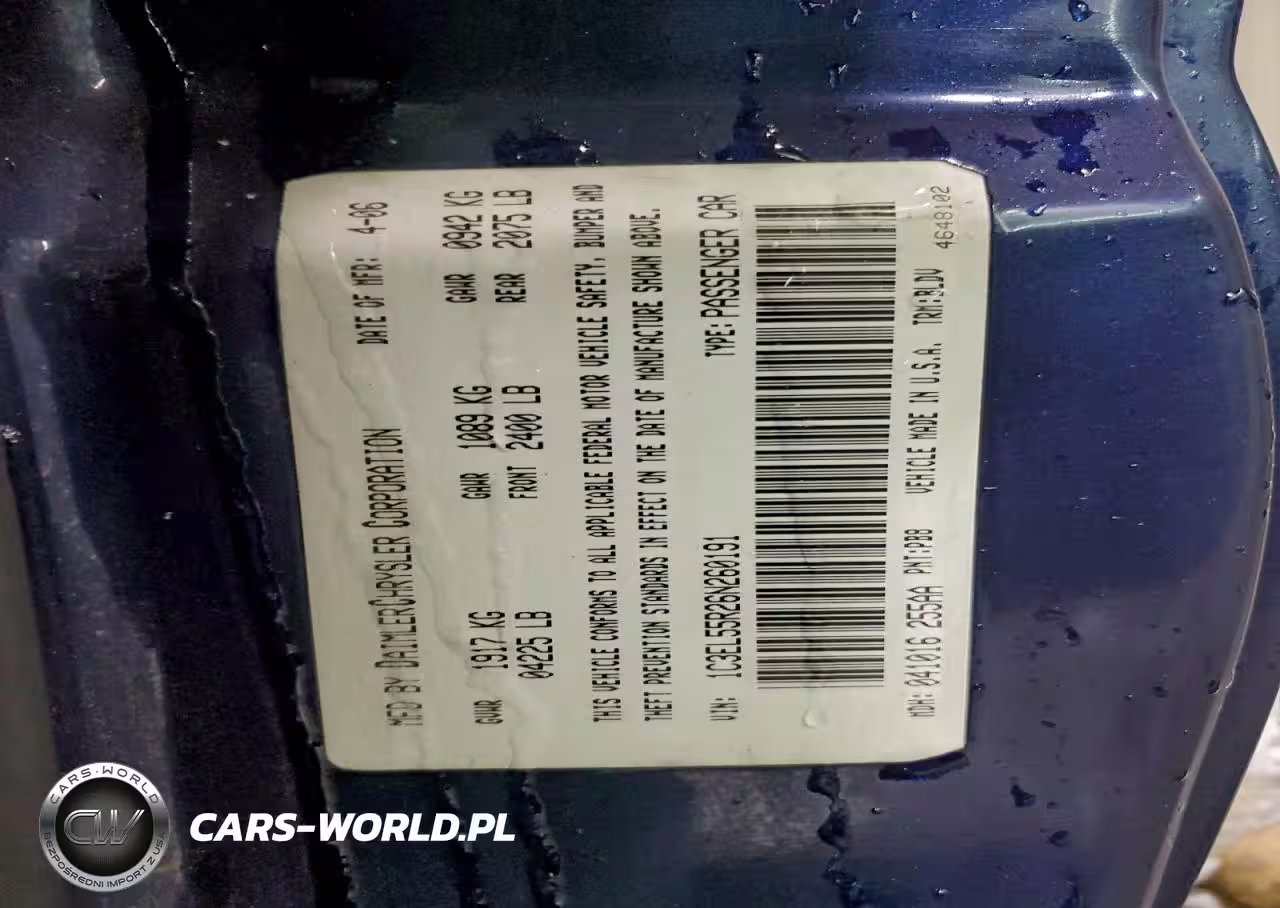 MFD BY DAIMLERCHRYSLER CORPORATION DATE OF MFR: 4-06
GVWR 1917 KG GAWR 1089 KG GAWR 0942 KG
04225 LB FRONT 2400 LB REAR 2075 LB
THIS VEHICLE CONFORMS TO ALL APPLICABLE FEDERAL MOTOR VEHICLE SAFETY, BUMPER AND
THEFT PREVENTION STANDARDS IN EFFECT ON THE DATE OF MANUFACTURE SHOWN ABOVE.
VIN: 1C3EL55R26N260191 TYPE: PASSENGER CAR
MDH: 041016 255AA PNT:PB8 VEHICLE MADE IN U.S.A. TRM:BLDV
4648102
CARS-WORLD
CW
BEZPOŚREDNI IMPORT Z USA
CARS-WORLD.PL